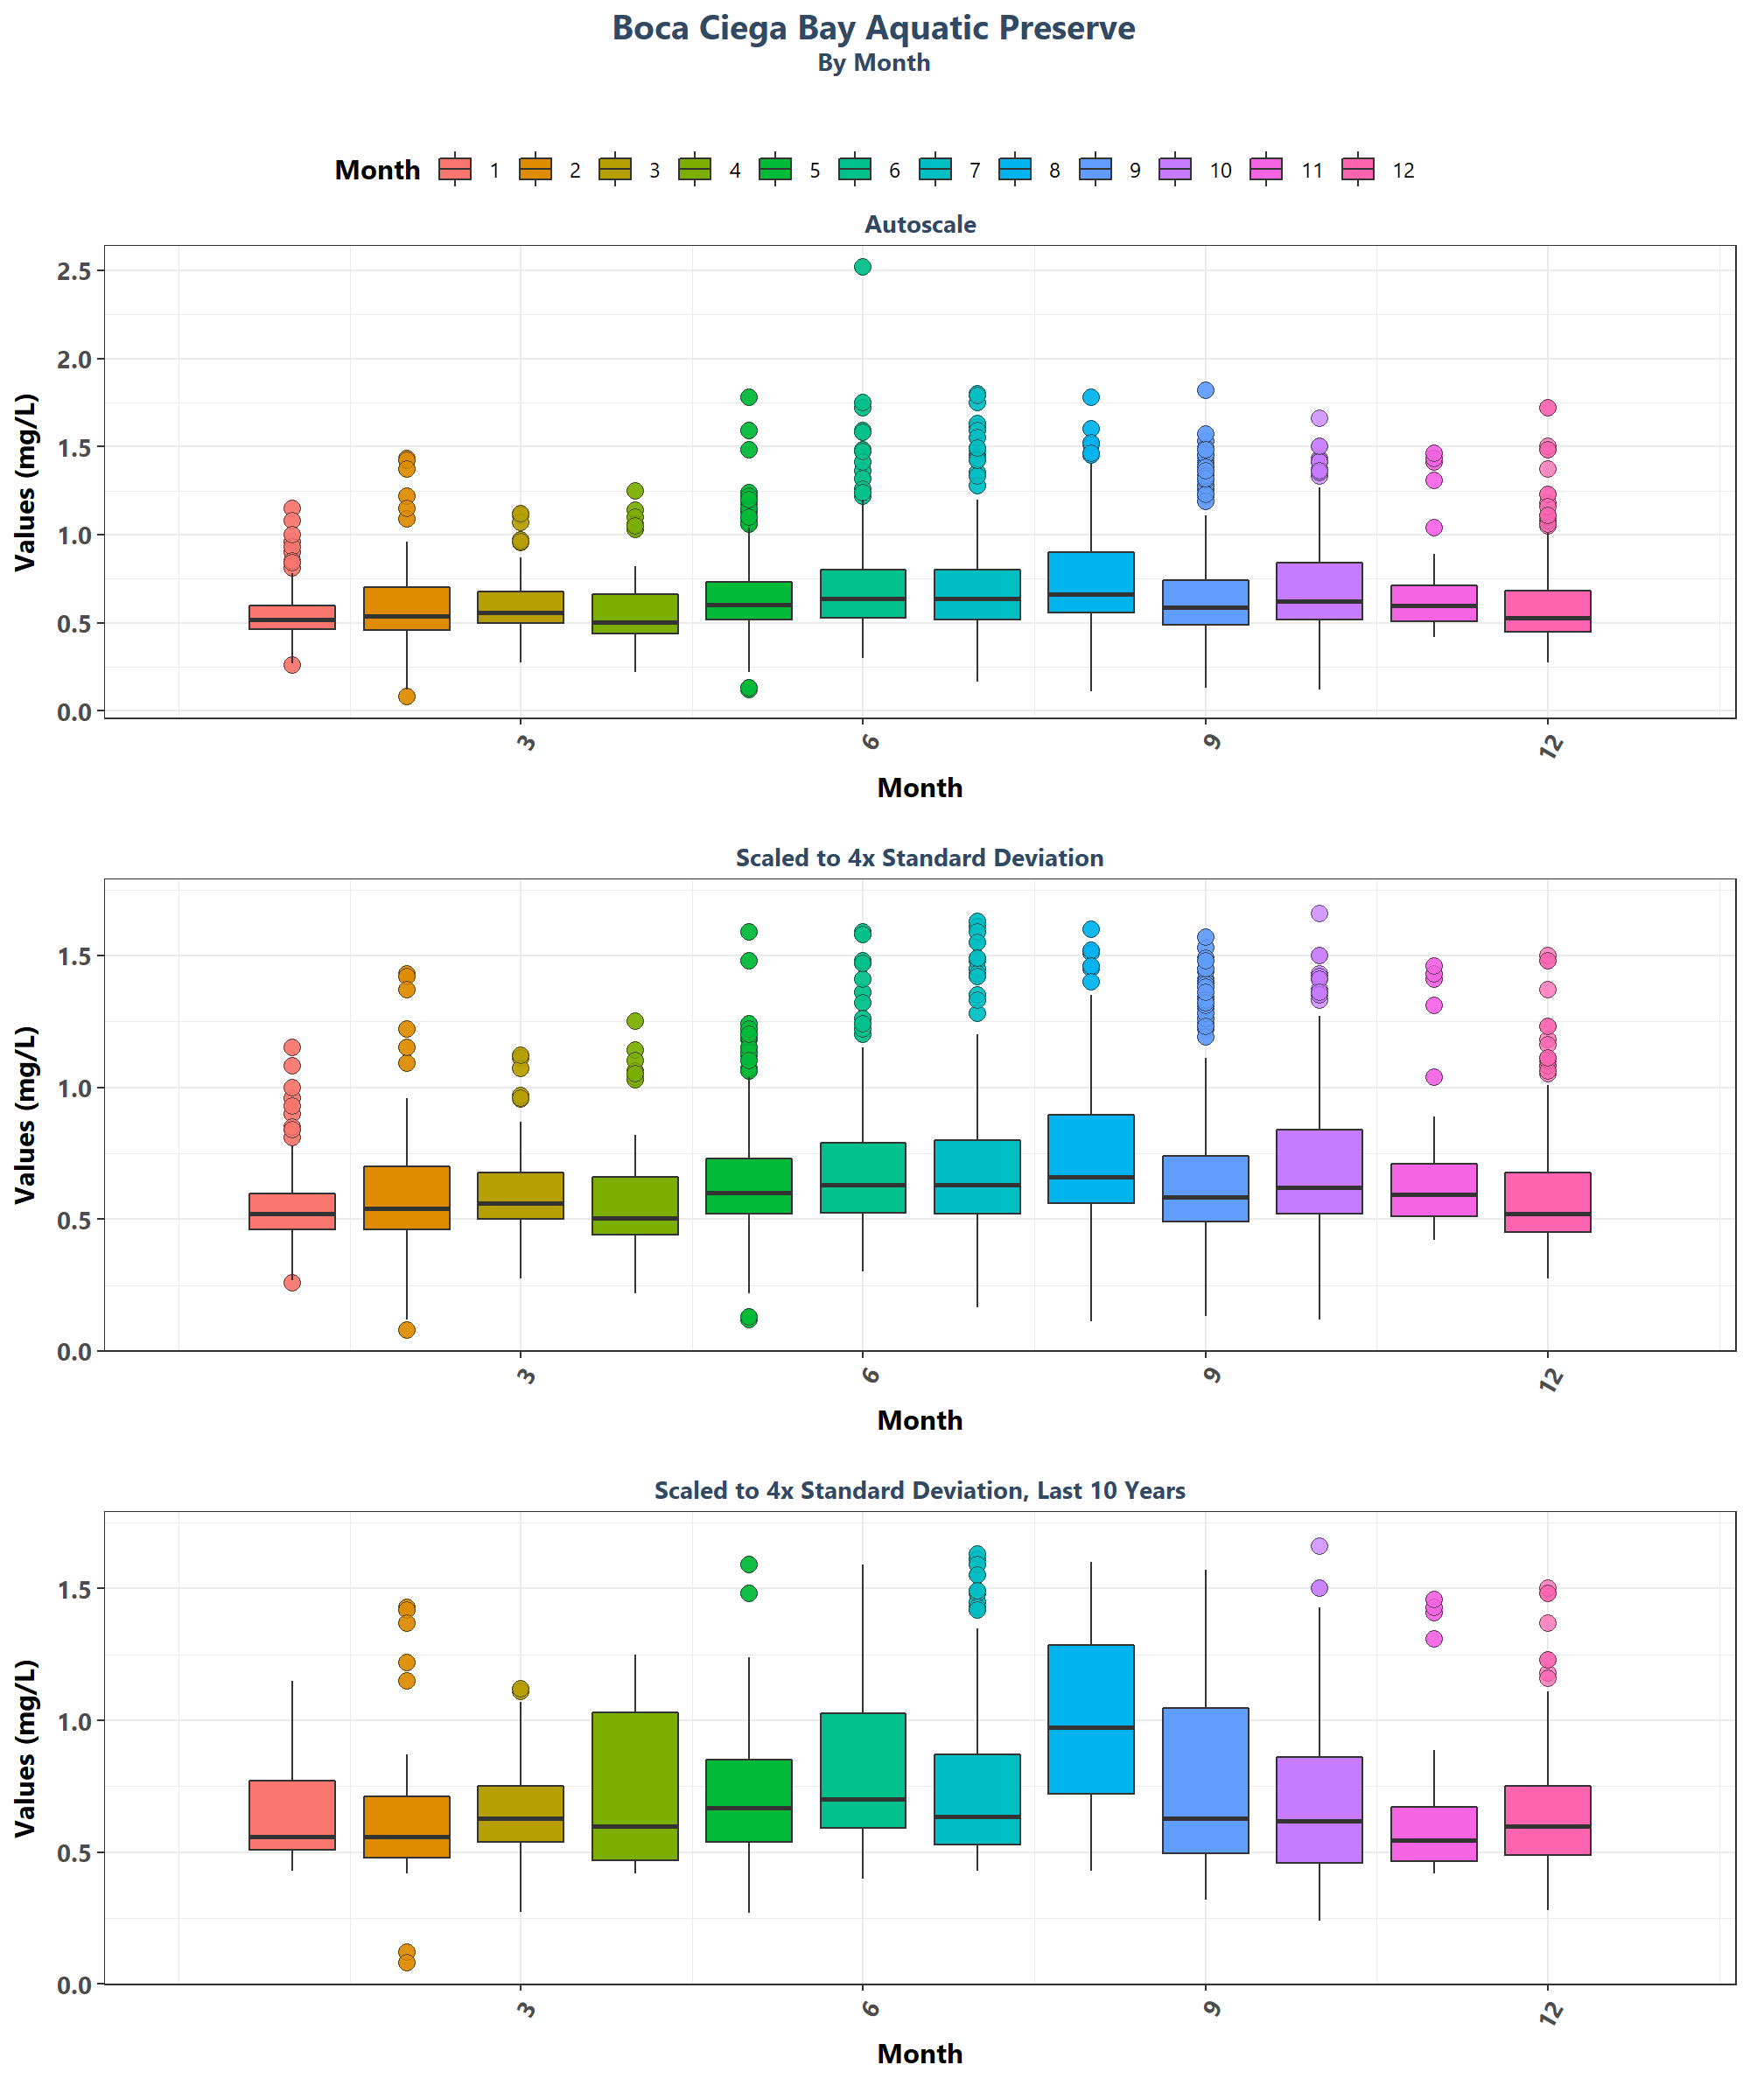 Boca Ciega Bay Aquatic Preserve
By Month
Month 1 2 3 4 5 6 7 8 9 10 11 12
Autoscale
Values (mg/L)
2.5
2.0
1.5
1.0
0.5
0.0
3 6 9 12
Month
Scaled to 4x Standard Deviation
Values (mg/L)
1.5
1.0
0.5
0.0
3 6 9 12
Month
Scaled to 4x Standard Deviation, Last 10 Years
Values (mg/L)
1.5
1.0
0.5
0.0
3 6 9 12
Month